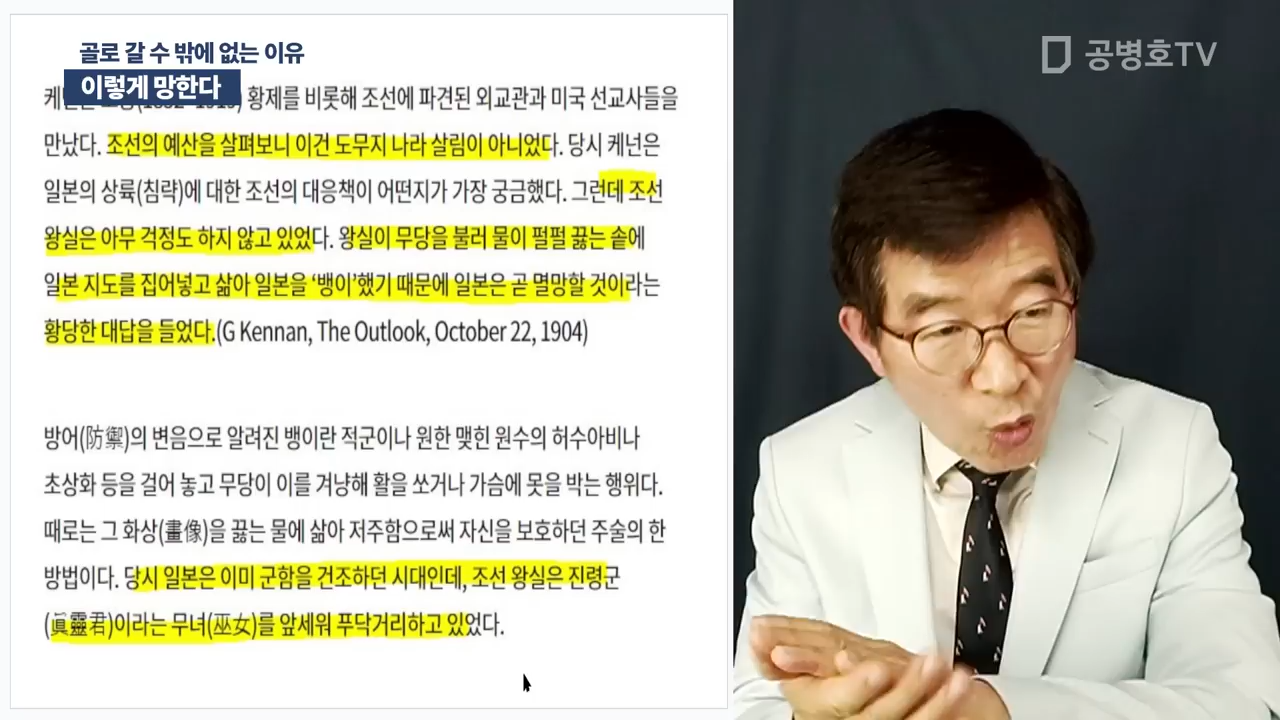 골로 갈 수 밖에 없는 이유
이렇게 망한다
공병호TV
황제를 비롯해 조선에 파견된 외교관과 미국 선교사들을
만났다. 조선의 예산을 살펴보니 이건 도무지 나라 살림이 아니었다. 당시 케넌은
일본의 상륙(침략)에 대한 조선의 대응책이 어떤지가 가장 궁금했다. 그런데 조선
왕실은 아무 걱정도 하지 않고 있었다. 왕실이 무당을 불러 물이 펄펄 끓는 솥에
일본 지도를 집어넣고 삶아 일본을 ‘뱅이’했기 때문에 일본은 곧 멸망할 것이라는
황당한 대답을 들었다.(G Kennan, The Outlook, October 22, 1904)
방어(防禦)의 변음으로 알려진 뱅이란 적군이나 원한 맺힌 원수의 허수아비나
초상화 등을 걸어 놓고 무당이 이를 겨냥해 활을 쏘거나 가슴에 못을 박는 행위다.
때로는 그 화상(畫像)을 끓는 물에 삶아 저주함으로써 자신을 보호하던 주술의 한
방법이다. 당시 일본은 이미 군함을 건조하던 시대인데, 조선 왕실은 진령군
(眞靈君)이라는 무녀(巫女)를 앞세워 푸닥거리하고 있었다.